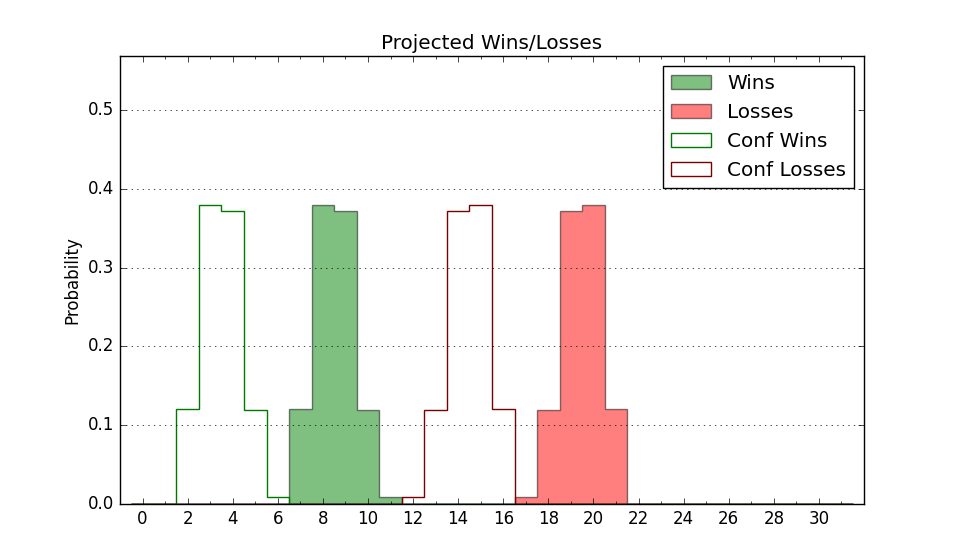 Projected Wins/Losses
Wins
Losses
Conf Wins
Conf Losses
Probability
0.5
0.4
0.3
0.2
0.1
0.0
0 2 4 6 8 10 12 14 16 18 20 22 24 26 28 30